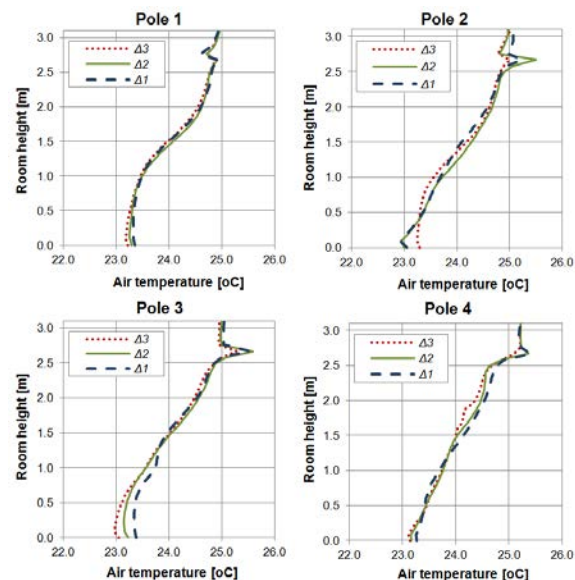 Pole 1
Room height [m]
3.0
2.5
2.0
1.5
1.0
0.5
0.0
Δ3
Δ2
Δ1
22.0 23.0 24.0 25.0 26.0
Air temperature [oC]
Pole 2
Room height [m]
3.0
2.5
2.0
1.5
1.0
0.5
0.0
Δ3
Δ2
Δ1
22.0 23.0 24.0 25.0 26.0
Air temperature [oC]
Pole 3
Room height [m]
3.0
2.5
2.0
1.5
1.0
0.5
0.0
Δ3
Δ2
Δ1
22.0 23.0 24.0 25.0 26.0
Air temperature [oC]
Pole 4
Room height [m]
3.0
2.5
2.0
1.5
1.0
0.5
0.0
Δ3
Δ2
Δ1
22.0 23.0 24.0 25.0 26.0
Air temperature [oC]